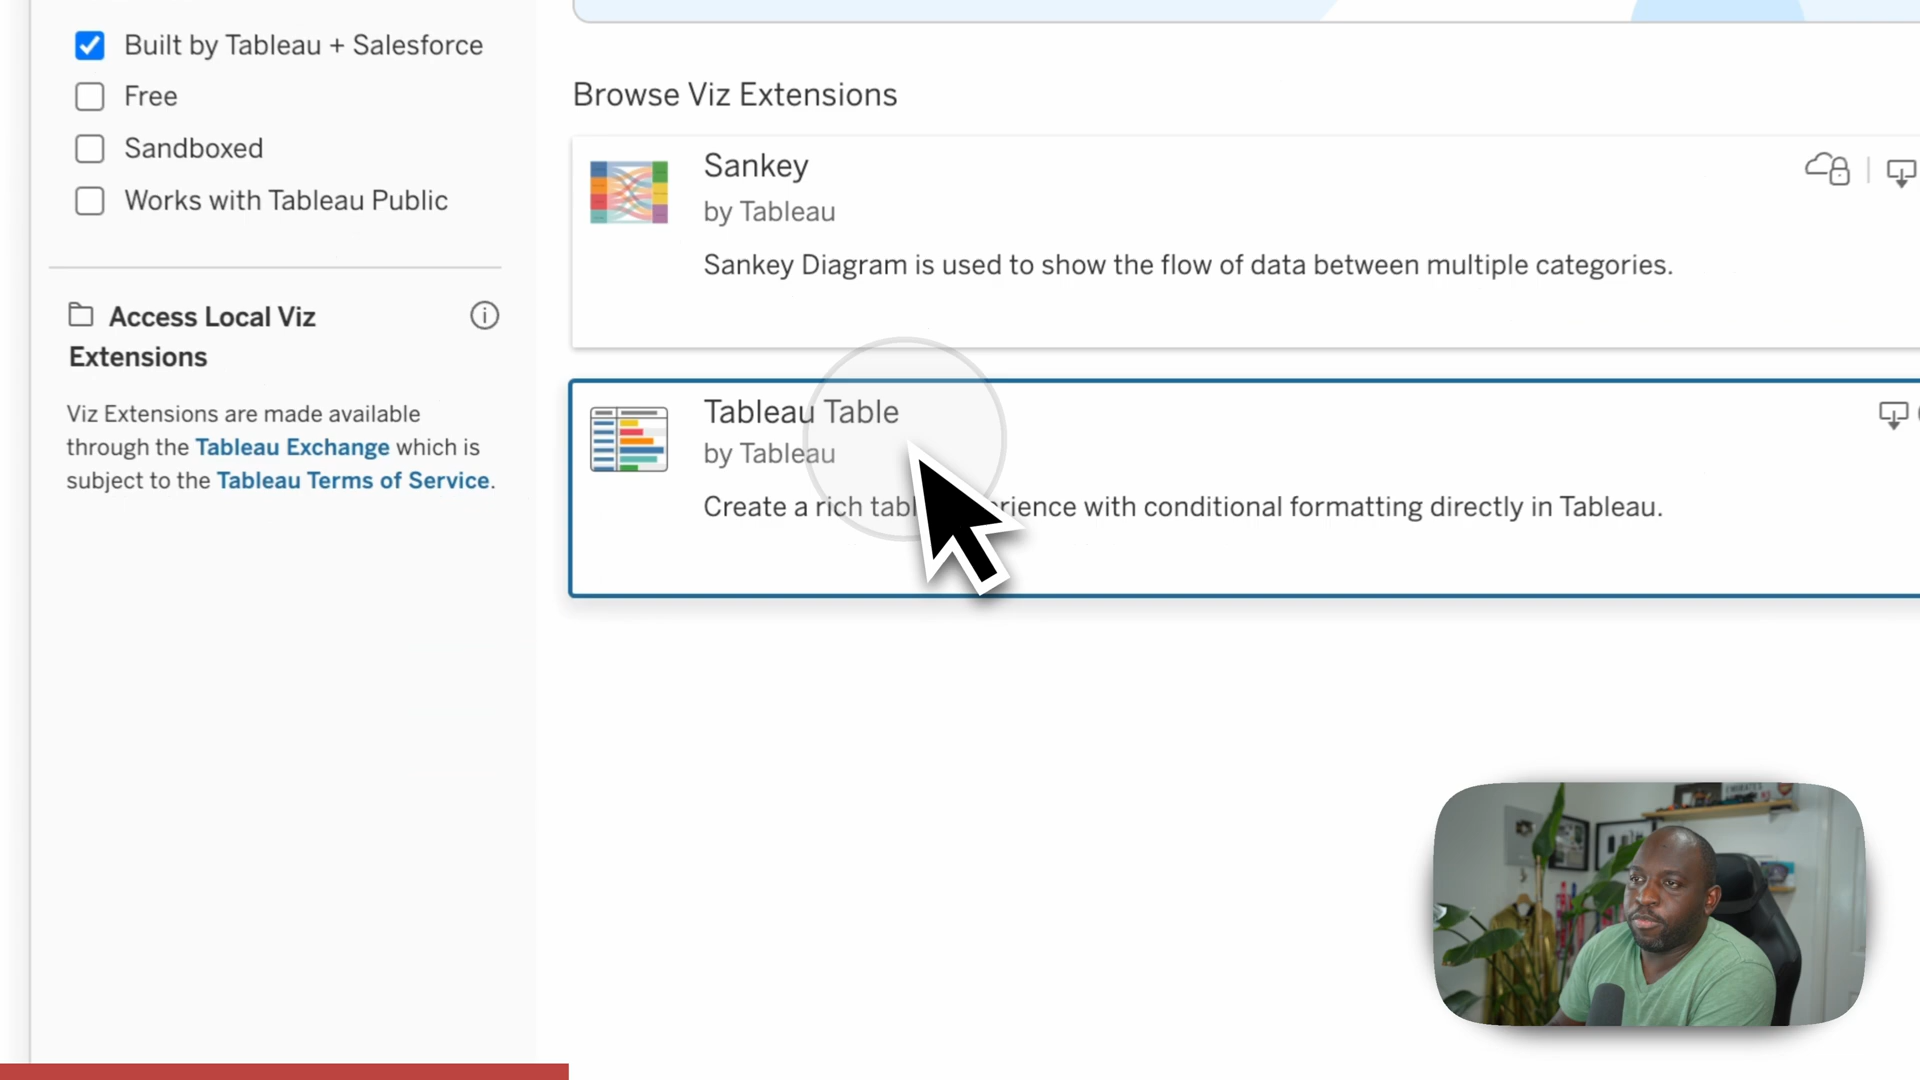 Built by Tableau + Salesforce
Free
Sandboxed
Works with Tableau Public
Access Local Viz
Extensions
Viz Extensions are made available
through the Tableau Exchange which is
subject to the Tableau Terms of Service.
Browse Viz Extensions
Sankey
by Tableau
Sankey Diagram is used to show the flow of data between multiple categories.
Tableau Table
by Tableau
Create a rich with conditional formatting directly in Tableau.
EMIRATES